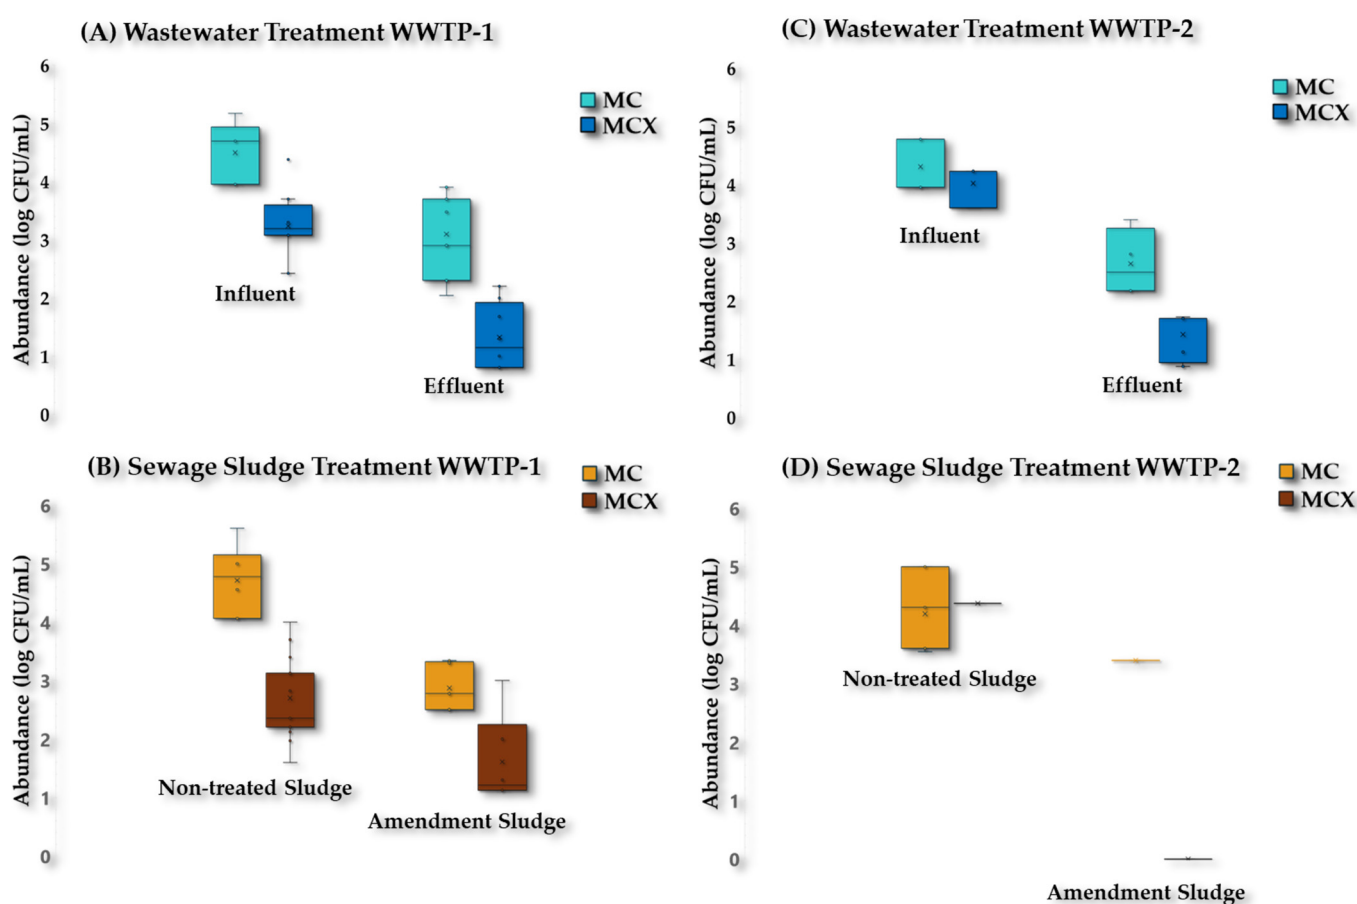 (A) Wastewater Treatment WWTP-1
Abundance (log CFU/mL)
6
5
4
3
2
1
0
MC
MCX
Influent
Effluent
(C) Wastewater Treatment WWTP-2
Abundance (log CFU/mL)
6
5
4
3
2
1
0
MC
MCX
Influent
Effluent
(B) Sewage Sludge Treatment WWTP-1
Abundance (log CFU/mL)
6
5
4
3
2
1
0
MC
MCX
Non-treated Sludge
Amendment Sludge
(D) Sewage Sludge Treatment WWTP-2
Abundance (log CFU/mL)
6
5
4
3
2
1
0
MC
MCX
Non-treated Sludge
Amendment Sludge